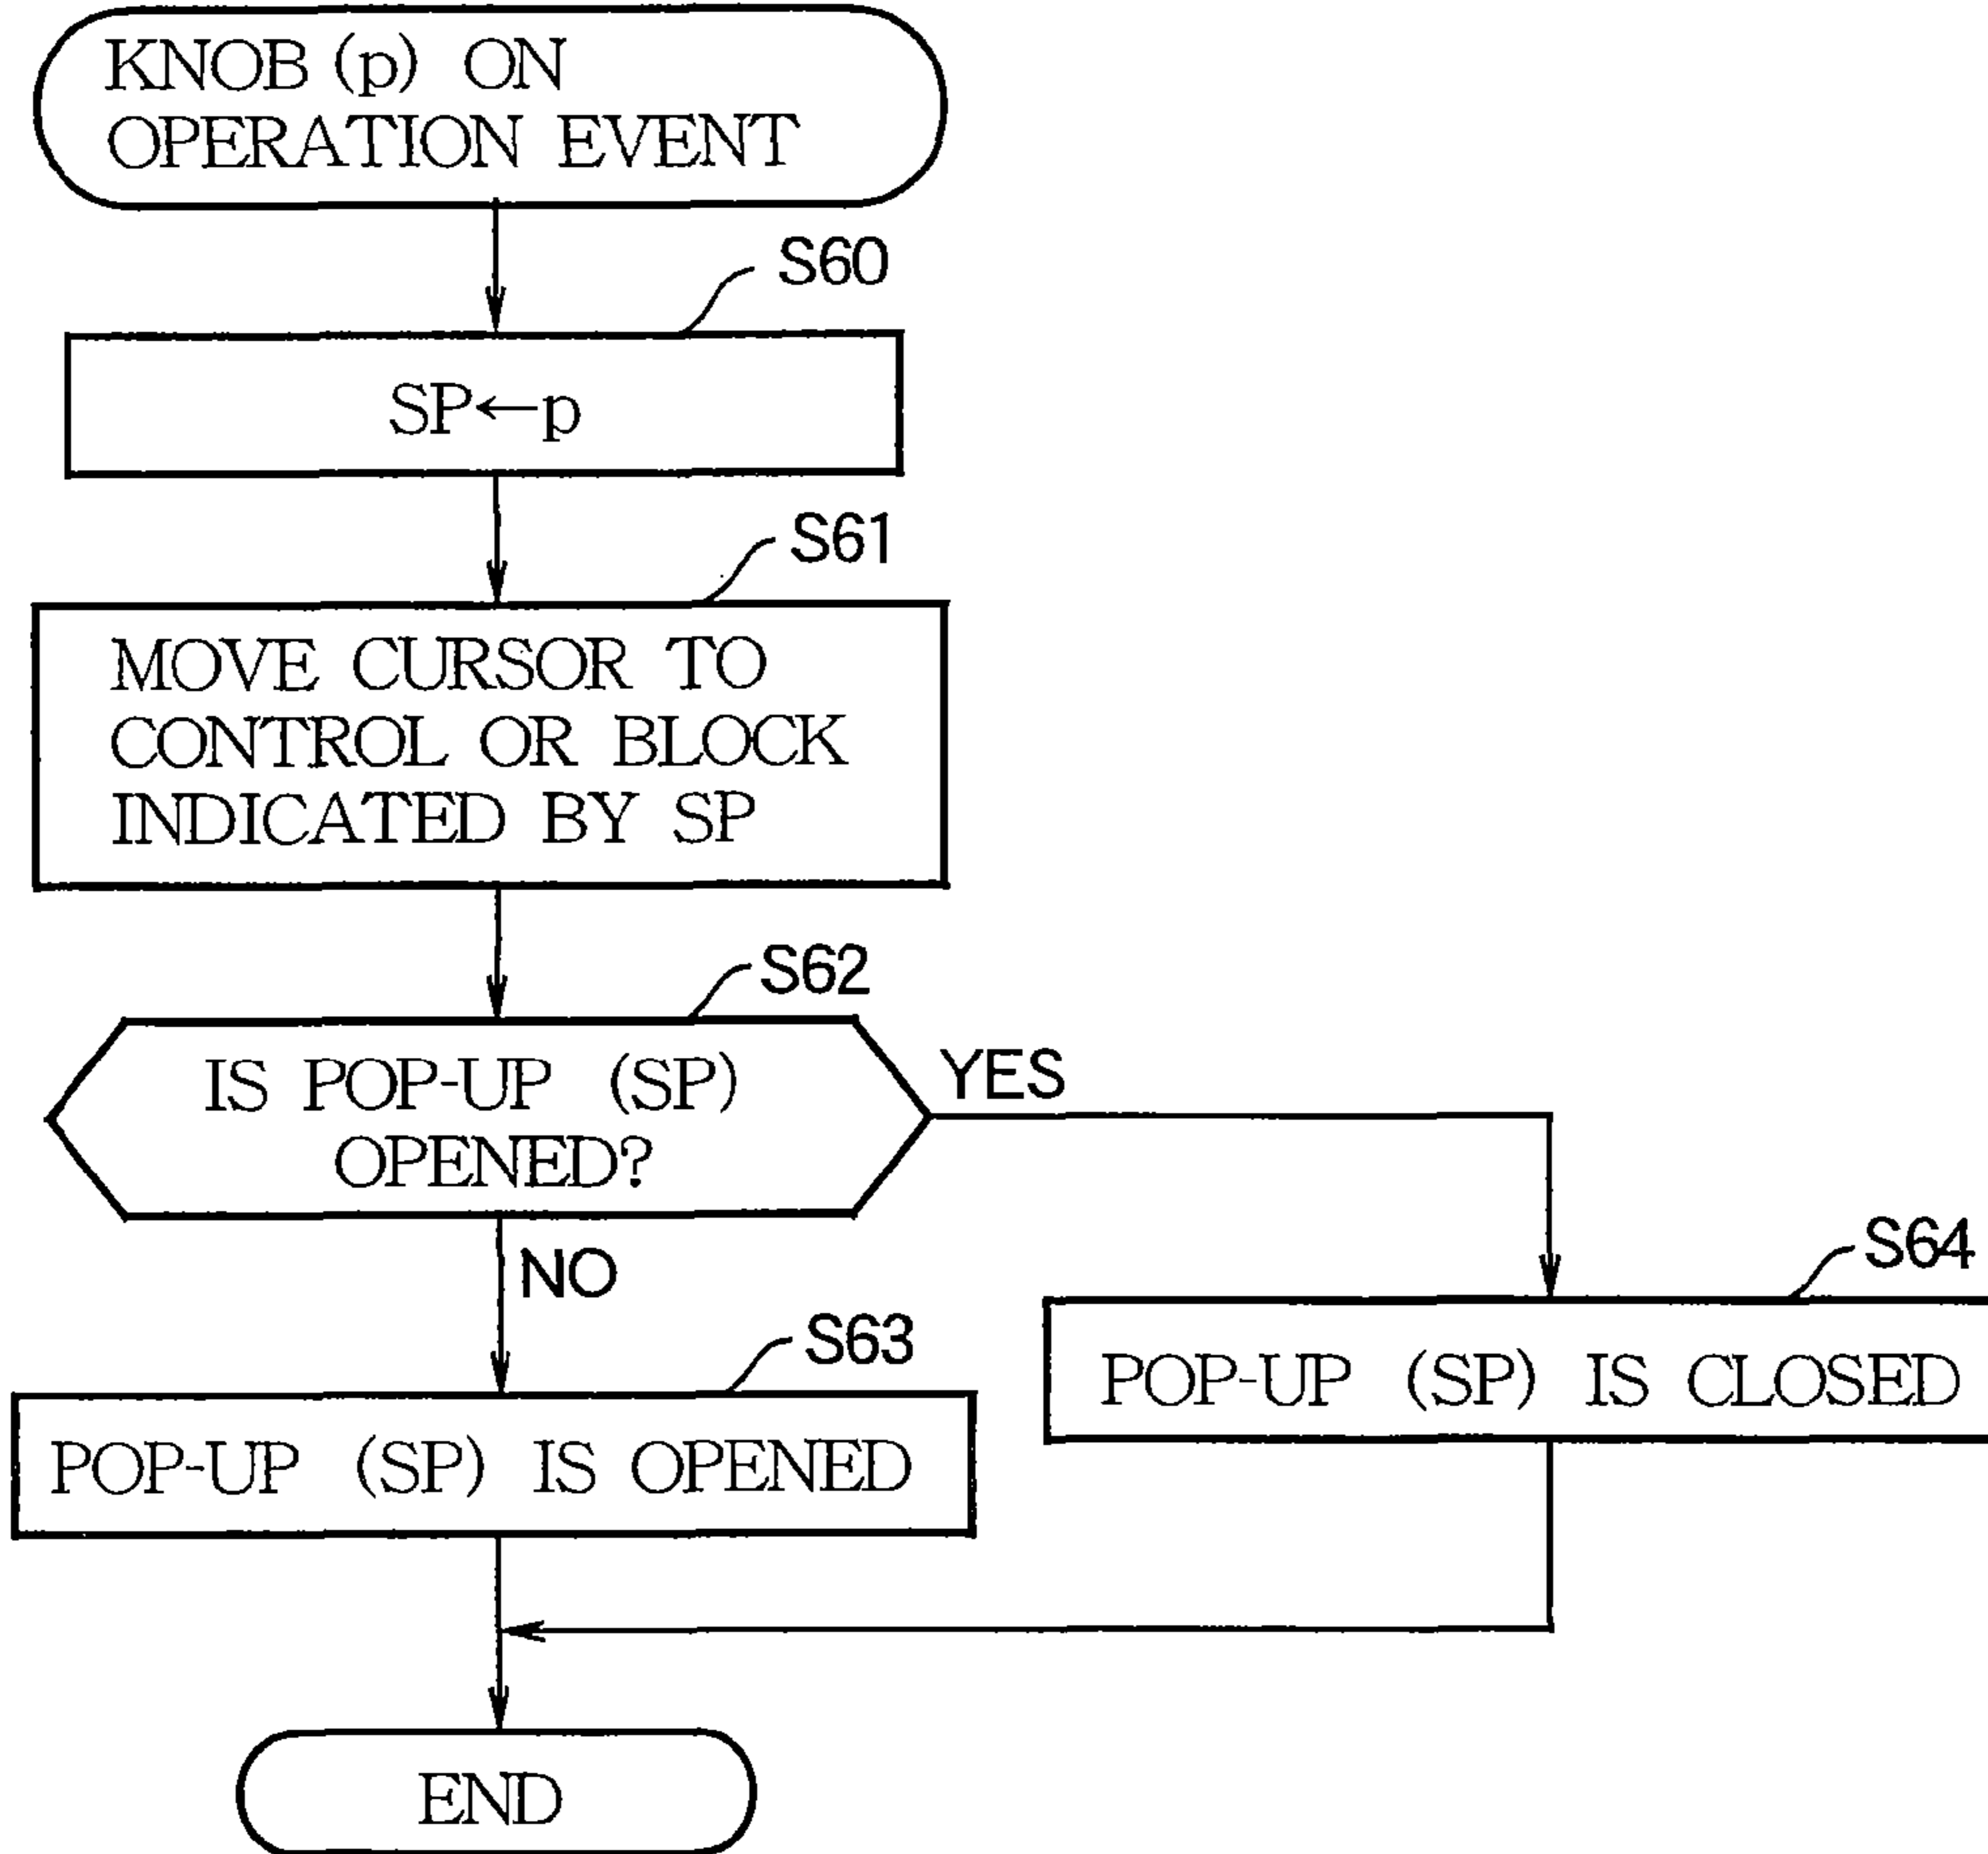 KNOB (p) ON
OPERATION EVENT
S60
SP←p
S61
MOVE CURSOR TO
CONTROL OR BLOCK
INDICATED BY SP
S62
IS POP-UP (SP)
OPENED?
YES
NO
S64
POP-UP (SP) IS CLOSED
S63
POP-UP (SP) IS OPENED
END